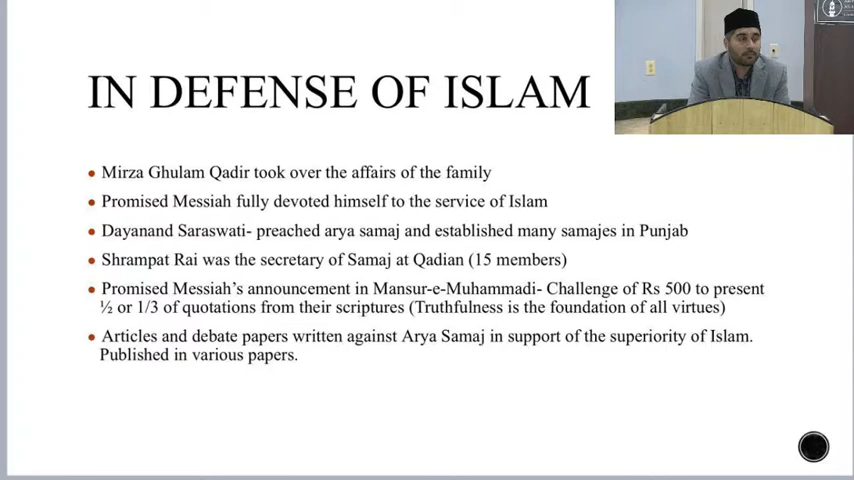 IN DEFENSE OF ISLAM
Mirza Ghulam Qadir took over the affairs of the family
Promised Messiah fully devoted himself to the service of Islam
Dayanand Saraswati- preached arya samaj and established many samajes in Punjab
Shrampat Rai was the secretary of Samaj at Qadian (15 members)
Promised Messiah's announcement in Mansur-e-Muhammadi- Challenge of Rs 500 to present
½ or 1/3 of quotations from their scriptures (Truthfulness is the foundation of all virtues)
Articles and debate papers written against Arya Samaj in support of the superiority of Islam.
Published in various papers.